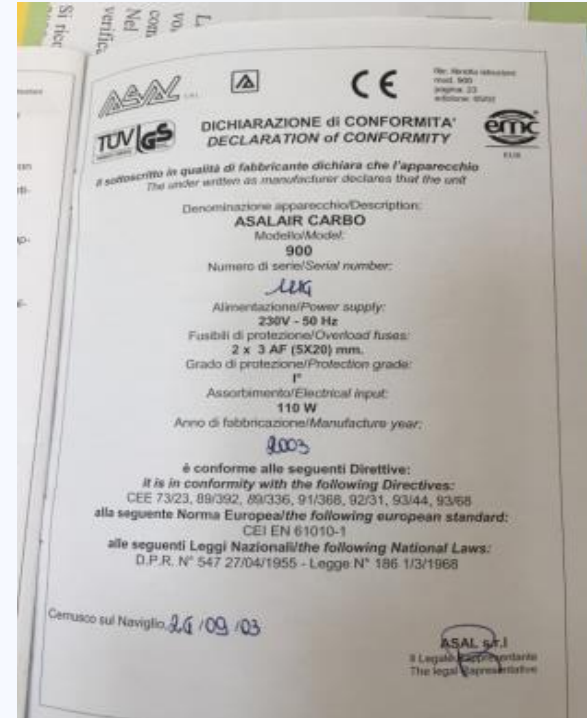 ASAL S.R.L.
CE
pagina: 23
TÜV GS
DICHIARAZIONE di CONFORMITA'
DECLARATION of CONFORMITY
emc
Il sottoscritto in qualità di fabbricante dichiara che l'apparecchio
The under written as manufacturer declares that the unit
Denominazione apparecchio/Description:
ASALAIR CARBO
Modello/Model:
900
Numero di serie/Serial number:
Alimentazione/Power supply:
230V - 50 Hz
Fusibili di protezione/Overload fuses:
2 x 3 AF (5X20) mm.
Grado di protezione/Protection grade:
I°
Assorbimento/Electrical input:
110 W
Anno di fabbricazione/Manufacture year:
2003
è conforme alle seguenti Direttive:
it is in conformity with the following Directives:
CEE 73/23, 89/392, 89/336, 91/368, 92/31, 93/44, 93/68
alla seguente Norma Europea/the following european standard:
CEI EN 61010-1
alle seguenti Leggi Nazionali/the following National Laws:
D.P.R. N° 547 27/04/1955 - Legge N° 186 1/3/1968
Cernusco sul Naviglio, /09/03
ASAL s.r.l
Il Legale Rappresentante
The legal Rapresentative